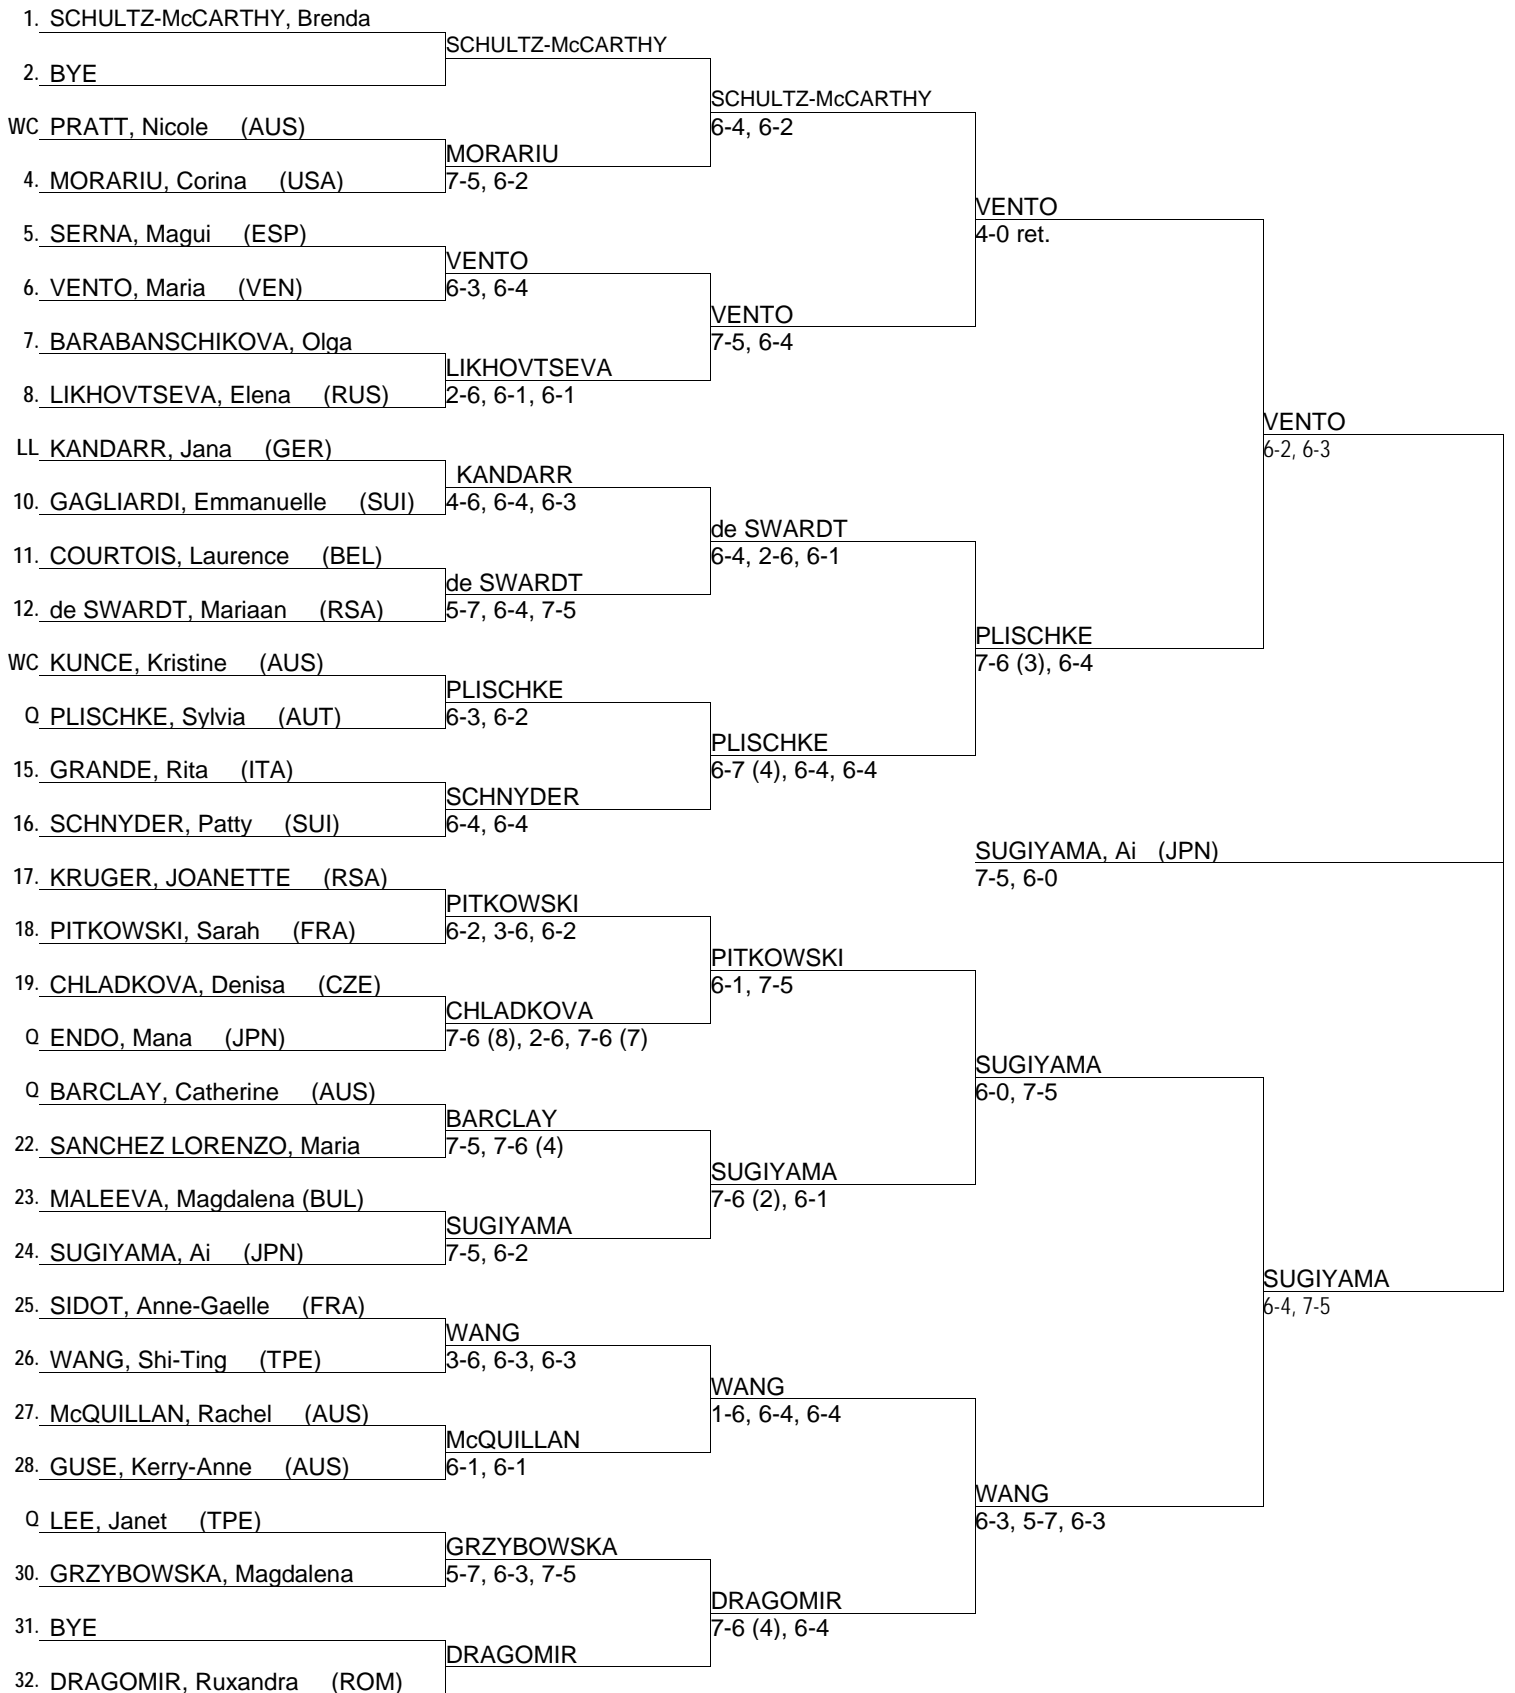 1. SCHULTZ-McCARTHY, Brenda
SCHULTZ-McCARTHY
2. BYE
SCHULTZ-McCARTHY
6-4, 6-2
WC PRATT, Nicole (AUS)
MORARIU
7-5, 6-2
4. MORARIU, Corina (USA)
VENTO
4-0 ret.
5. SERNA, Magui (ESP)
VENTO
6-3, 6-4
6. VENTO, Maria (VEN)
VENTO
7-5, 6-4
7. BARABANSCHIKOVA, Olga
LIKHOVTSEVA
2-6, 6-1, 6-1
8. LIKHOVTSEVA, Elena (RUS)
VENTO
6-2, 6-3
LL KANDARR, Jana (GER)
KANDARR
4-6, 6-4, 6-3
10. GAGLIARDI, Emmanuelle (SUI)
de SWARDT
6-4, 2-6, 6-1
11. COURTOIS, Laurence (BEL)
de SWARDT
5-7, 6-4, 7-5
12. de SWARDT, Mariaan (RSA)
PLISCHKE
7-6 (3), 6-4
WC KUNCE, Kristine (AUS)
PLISCHKE
6-3, 6-2
Q PLISCHKE, Sylvia (AUT)
PLISCHKE
6-7 (4), 6-4, 6-4
15. GRANDE, Rita (ITA)
SCHNYDER
6-4, 6-4
16. SCHNYDER, Patty (SUI)
SUGIYAMA, Ai (JPN)
7-5, 6-0
17. KRUGER, JOANETTE (RSA)
PITKOWSKI
6-2, 3-6, 6-2
18. PITKOWSKI, Sarah (FRA)
PITKOWSKI
6-1, 7-5
19. CHLADKOVA, Denisa (CZE)
CHLADKOVA
7-6 (8), 2-6, 7-6 (7)
Q ENDO, Mana (JPN)
SUGIYAMA
6-0, 7-5
Q BARCLAY, Catherine (AUS)
BARCLAY
7-5, 7-6 (4)
22. SANCHEZ LORENZO, Maria
SUGIYAMA
7-6 (2), 6-1
23. MALEEVA, Magdalena (BUL)
SUGIYAMA
7-5, 6-2
24. SUGIYAMA, Ai (JPN)
SUGIYAMA
6-4, 7-5
25. SIDOT, Anne-Gaelle (FRA)
WANG
3-6, 6-3, 6-3
26. WANG, Shi-Ting (TPE)
WANG
1-6, 6-4, 6-4
27. McQUILLAN, Rachel (AUS)
McQUILLAN
6-1, 6-1
28. GUSE, Kerry-Anne (AUS)
WANG
6-3, 5-7, 6-3
Q LEE, Janet (TPE)
GRZYBOWSKA
5-7, 6-3, 7-5
30. GRZYBOWSKA, Magdalena
DRAGOMIR
7-6 (4), 6-4
31. BYE
DRAGOMIR
32. DRAGOMIR, Ruxandra (ROM)